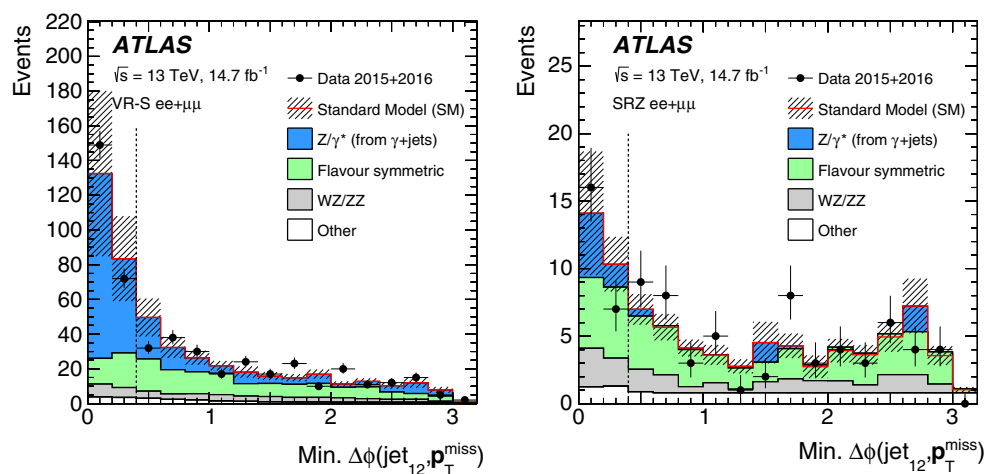 Events
220
200
180
160
140
120
100
80
60
40
20
0
ATLAS
√s = 13 TeV, 14.7 fb⁻¹
VR-S ee+μμ
Data 2015+2016
Standard Model (SM)
Z/γ* (from γ+jets)
Flavour symmetric
WZ/ZZ
Other
0 1 2 3
Min. Δϕ(jet₁₂,p_T^miss)
Events
25
20
15
10
5
0
ATLAS
√s = 13 TeV, 14.7 fb⁻¹
SRZ ee+μμ
Data 2015+2016
Standard Model (SM)
Z/γ* (from γ+jets)
Flavour symmetric
WZ/ZZ
Other
0 1 2 3
Min. Δϕ(jet₁₂,p_T^miss)